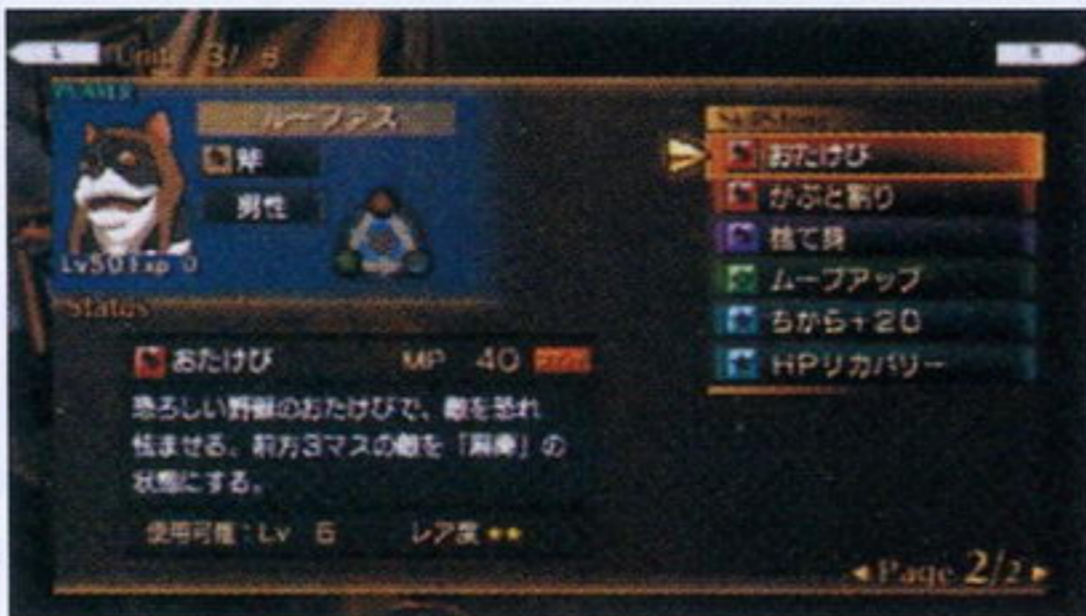 L
R
Unit 3/ 8
PLAYER
ルーファス
斧
男性
Lv50 Exp 0
Status
おたけび MP 40
恐ろしい野獣のおたけびで、敵を恐れ
怯ませる。前方3マスの敵を「麻痺」の
状態にする。
使用可能:Lv 6 レア度★★
おたけび
かぶと割り
捨て身
ムーブアップ
ちから+20
HPリカバリー
◀Page 2/2▶